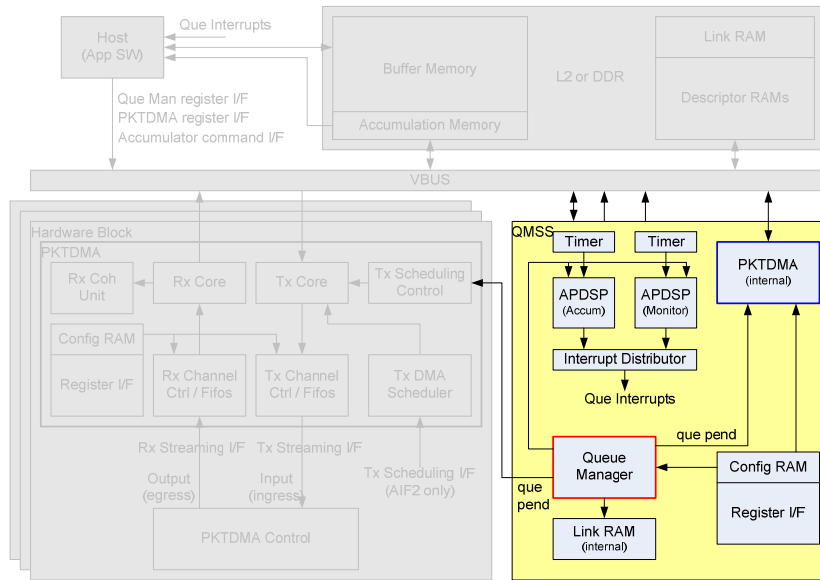 Que Interrupts
Host
(App SW)
Link RAM
Buffer Memory
L2 or DDR
Que Man register I/F
PKTDMA register I/F
Accumulator command I/F
Descriptor RAMs
Accumulation Memory
VBUS
Hardware Block
PKTDMA
Rx Coh
Unit
Rx Core
Tx Core
Tx Scheduling
Control
Config RAM
Register I/F
Rx Channel
Ctrl / Fifos
Tx Channel
Ctrl / Fifos
Tx DMA
Scheduler
Rx Streaming I/F
Tx Streaming I/F
Output
(egress)
Input
(ingress)
Tx Scheduling I/F
(AIF2 only)
PKTDMA Control
QMSS
Timer
Timer
PKTDMA
(internal)
APDSP
(Accum)
APDSP
(Monitor)
Interrupt Distributor
Que Interrupts
que pend
Queue
Manager
que
pend
Config RAM
Register I/F
Link RAM
(internal)